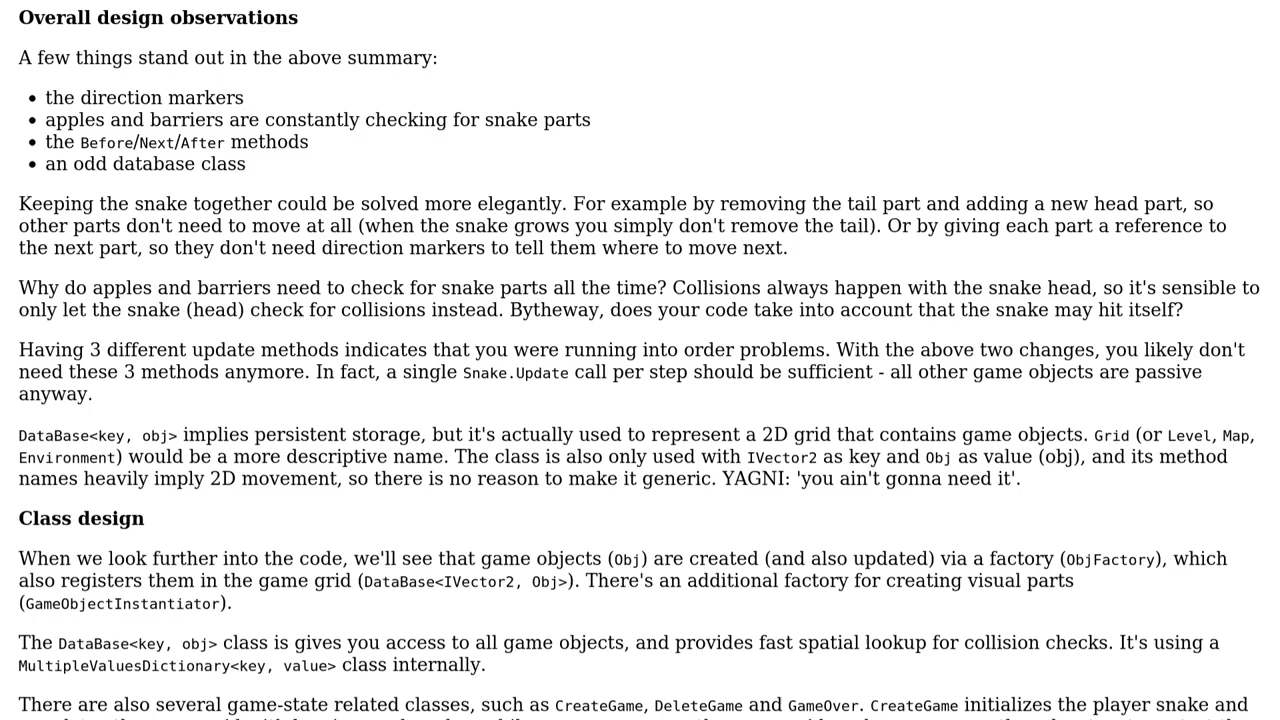 Overall design observations
A few things stand out in the above summary:
• the direction markers
• apples and barriers are constantly checking for snake parts
• the Before/Next/After methods
• an odd database class
Keeping the snake together could be solved more elegantly. For example by removing the tail part and adding a new head part, so
other parts don't need to move at all (when the snake grows you simply don't remove the tail). Or by giving each part a reference to
the next part, so they don't need direction markers to tell them where to move next.
Why do apples and barriers need to check for snake parts all the time? Collisions always happen with the snake head, so it's sensible to
only let the snake (head) check for collisions instead. Bytheway, does your code take into account that the snake may hit itself?
Having 3 different update methods indicates that you were running into order problems. With the above two changes, you likely don't
need these 3 methods anymore. In fact, a single Snake.Update call per step should be sufficient - all other game objects are passive
anyway.
DataBase<key, obj> implies persistent storage, but it's actually used to represent a 2D grid that contains game objects. Grid (or Level, Map,
Environment) would be a more descriptive name. The class is also only used with IVector2 as key and Obj as value (obj), and its method
names heavily imply 2D movement, so there is no reason to make it generic. YAGNI: 'you ain't gonna need it'.
Class design
When we look further into the code, we'll see that game objects (Obj) are created (and also updated) via a factory (ObjFactory), which
also registers them in the game grid (DataBase<IVector2, Obj>). There's an additional factory for creating visual parts
(GameObjectInstantiator).
The DataBase<key, obj> class is gives you access to all game objects, and provides fast spatial lookup for collision checks. It's using a
MultipleValuesDictionary<key, value> class internally.
There are also several game-state related classes, such as CreateGame, DeleteGame and GameOver. CreateGame initializes the player snake and